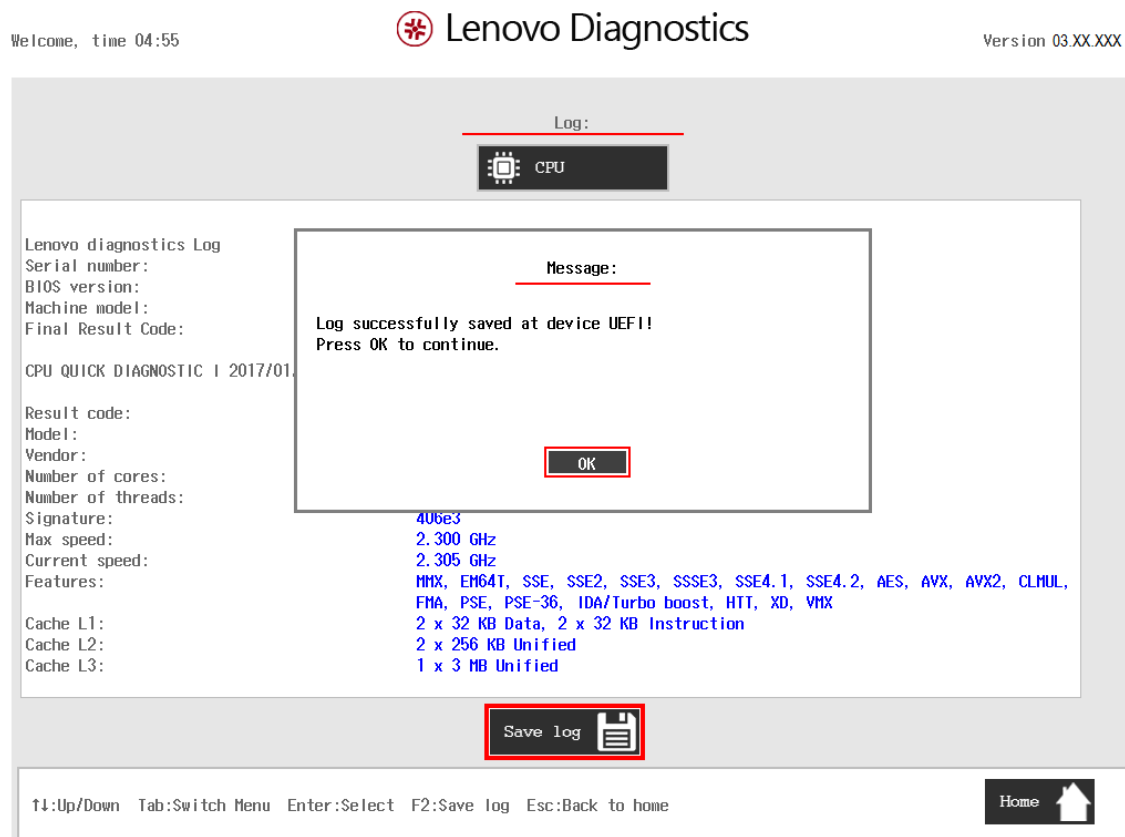 Welcome, time 04:55
Lenovo Diagnostics
Version 03.XX.XXX
Log:
CPU
Lenovo diagnostics Log
Serial number:
BIOS version:
Machine model:
Final Result Code:
CPU QUICK DIAGNOSTIC | 2017/01
Message:
Log successfully saved at device UEFI!
Press OK to continue.
OK
Result code:
Model:
Vendor:
Number of cores:
Number of threads:
Signature: 406e3
Max speed: 2.300 GHz
Current speed: 2.305 GHz
Features: MMX, EM64T, SSE, SSE2, SSE3, SSSE3, SSE4.1, SSE4.2, AES, AVX, AVX2, CLMUL,
FMA, PSE, PSE-36, IDA/Turbo boost, HTT, XD, VMX
Cache L1: 2 x 32 KB Data, 2 x 32 KB Instruction
Cache L2: 2 x 256 KB Unified
Cache L3: 1 x 3 MB Unified
Save log
↑↓:Up/Down Tab:Switch Menu Enter:Select F2:Save log Esc:Back to home
Home